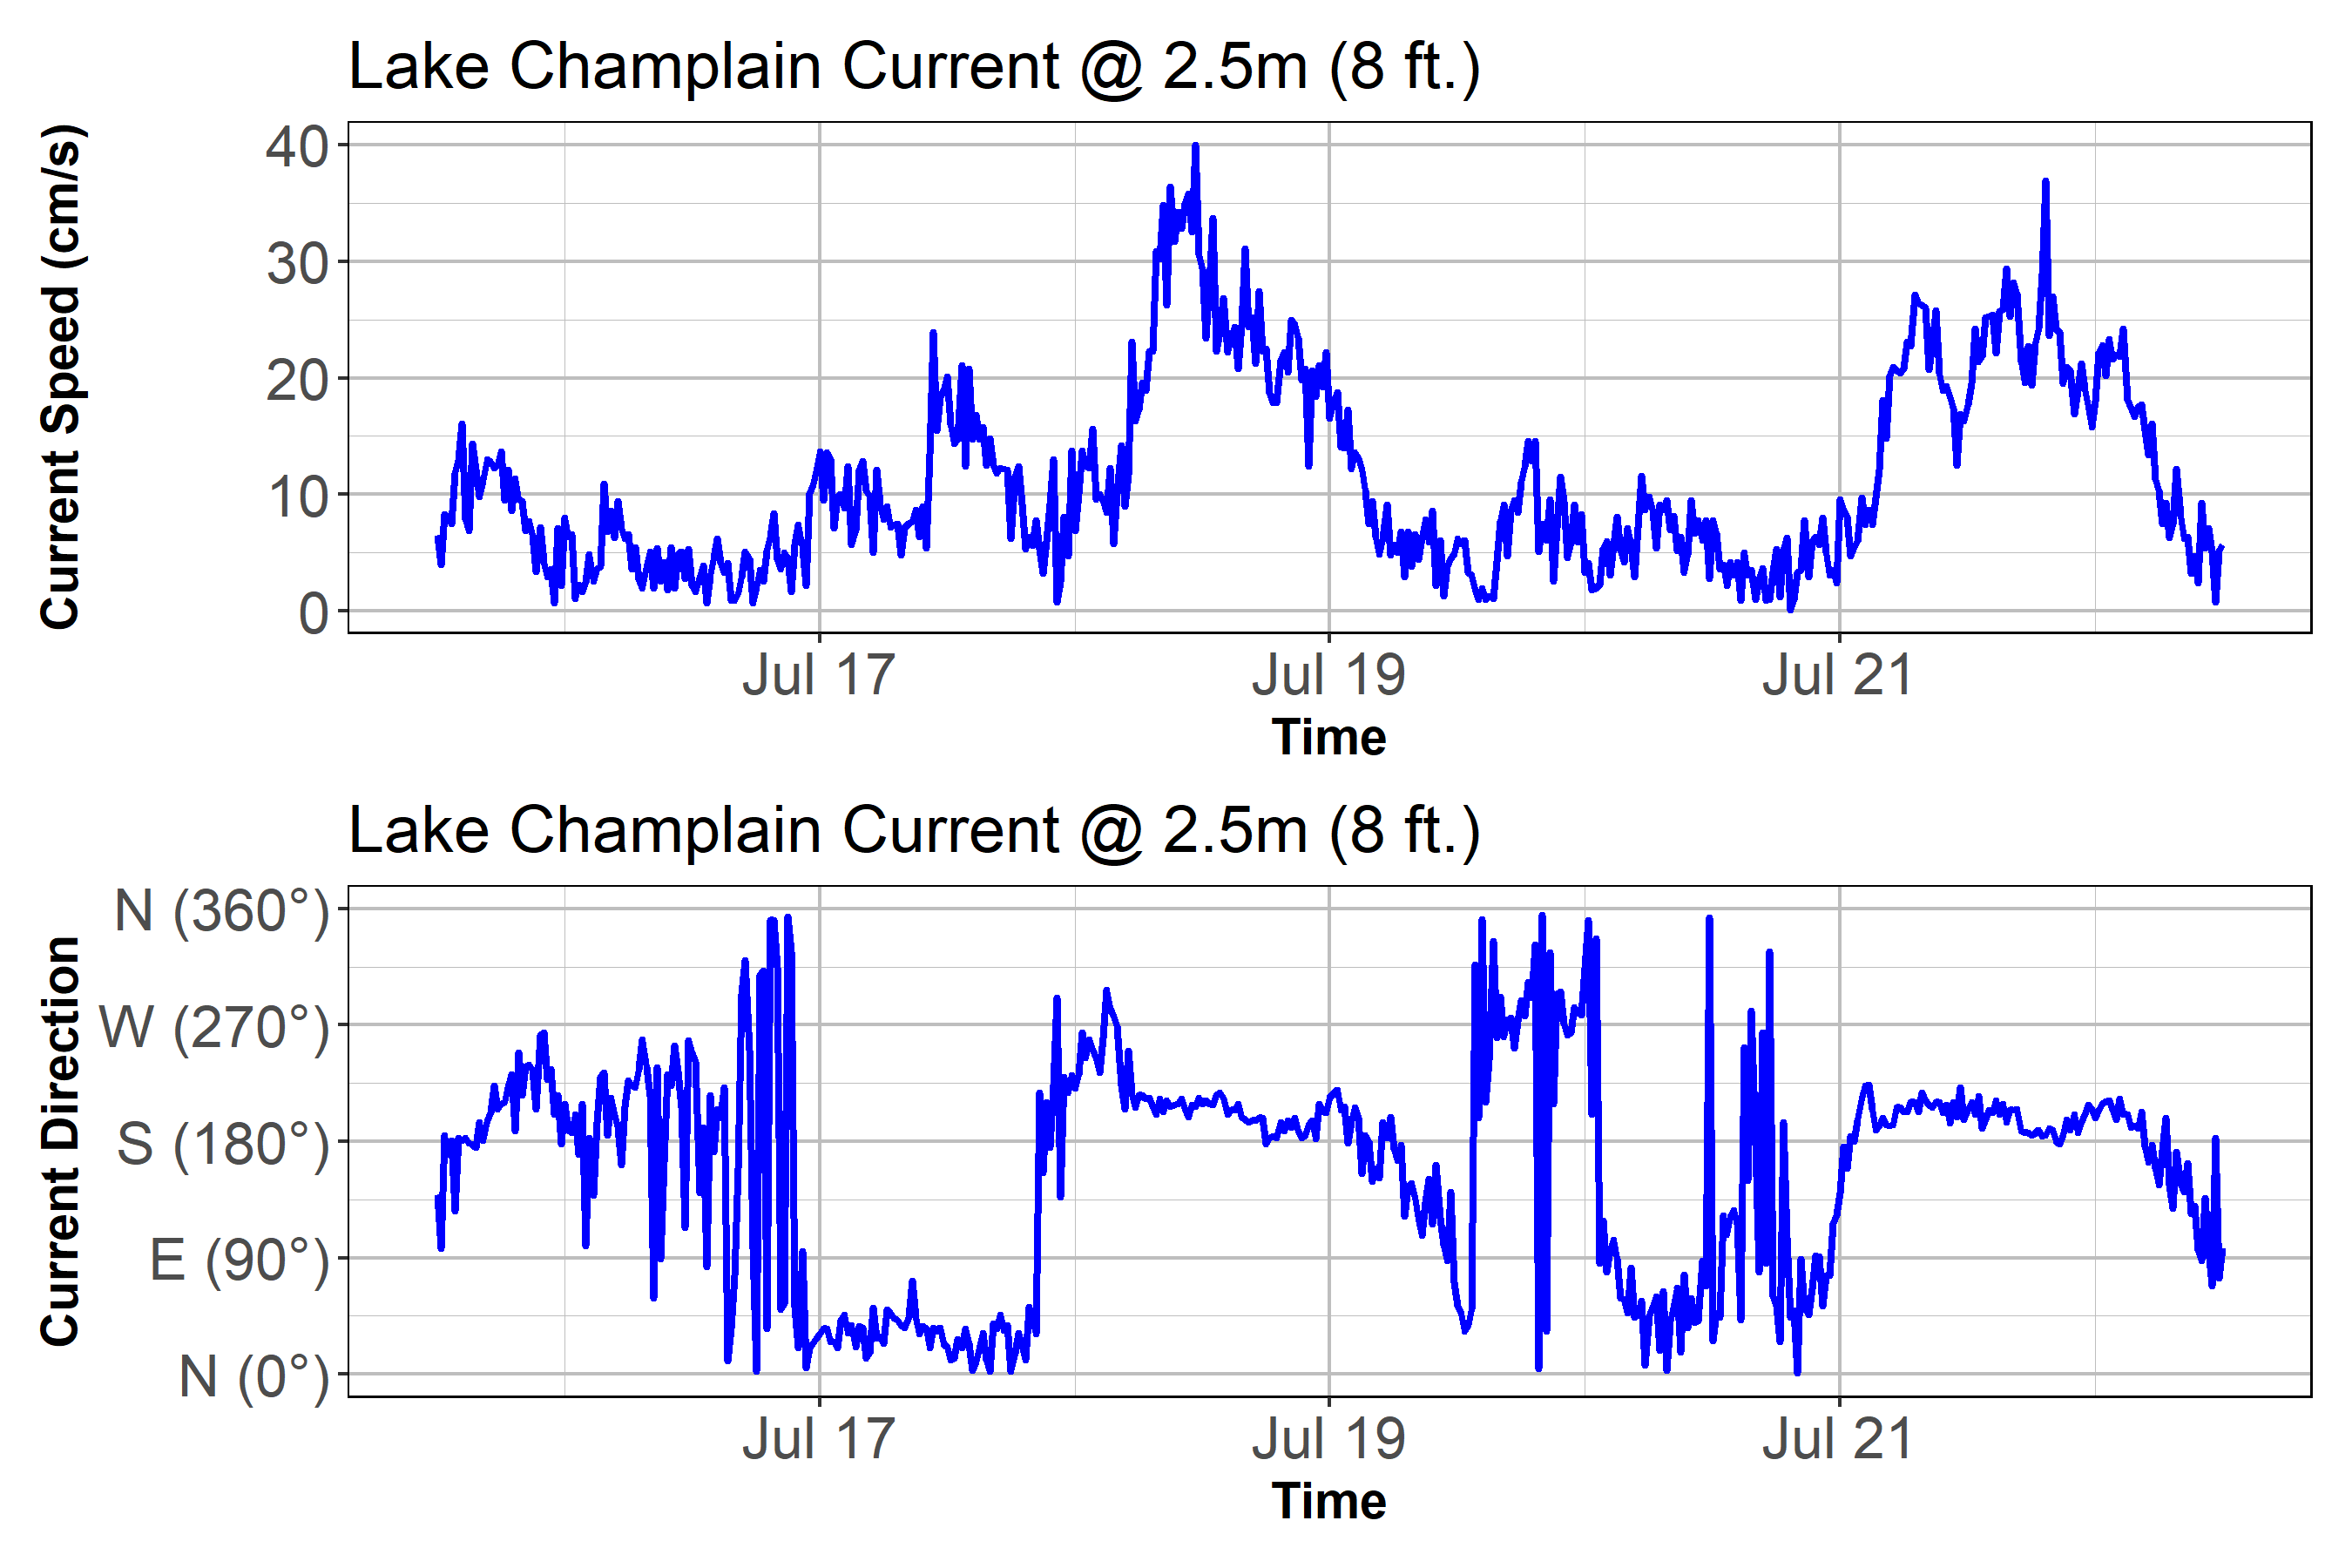 Lake Champlain Current @ 2.5m (8 ft.)
Current Speed (cm/s)
40
30
20
10
0
Jul 17 Jul 19 Jul 21
Time
Lake Champlain Current @ 2.5m (8 ft.)
Current Direction
N (360°)
W (270°)
S (180°)
E (90°)
N (0°)
Jul 17 Jul 19 Jul 21
Time